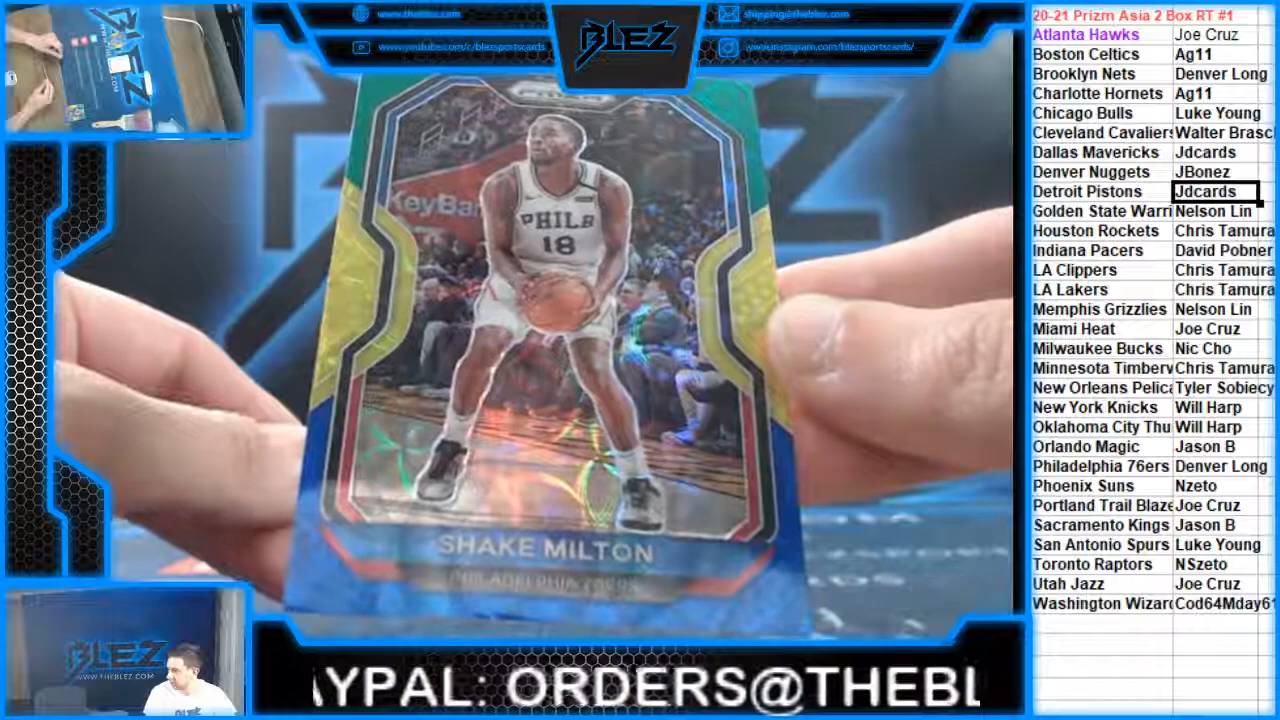 www.theblez.com
shipping@theblez.com
www.youtube.com/c/blezsportscards/
www.instagram.com/blezsportscards/
BLEZ
KeyBa
PHILA
18
SHAKE MILTON
PHILADELPHIA 76ERS
BLEZ
WWW.THEBLEZ.COM
AYPAL: ORDERS@THEBL
20-21 Prizm Asia 2 Box RT #1
Atlanta Hawks Joe Cruz
Boston Celtics Ag11
Brooklyn Nets Denver Long
Charlotte Hornets Ag11
Chicago Bulls Luke Young
Cleveland Cavaliers Walter Brasc
Dallas Mavericks Jdcards
Denver Nuggets JBonez
Detroit Pistons Jdcards
Golden State Warri Nelson Lin
Houston Rockets Chris Tamura
Indiana Pacers David Pobner
LA Clippers Chris Tamura
LA Lakers Chris Tamura
Memphis Grizzlies Nelson Lin
Miami Heat Joe Cruz
Milwaukee Bucks Nic Cho
Minnesota Timberv Chris Tamura
New Orleans Pelica Tyler Sobiecy
New York Knicks Will Harp
Oklahoma City Thu Will Harp
Orlando Magic Jason B
Philadelphia 76ers Denver Long
Phoenix Suns Nzeto
Portland Trail Blaze Joe Cruz
Sacramento Kings Jason B
San Antonio Spurs Luke Young
Toronto Raptors NSzeto
Utah Jazz Joe Cruz
Washington Wizard Cod64Mday61